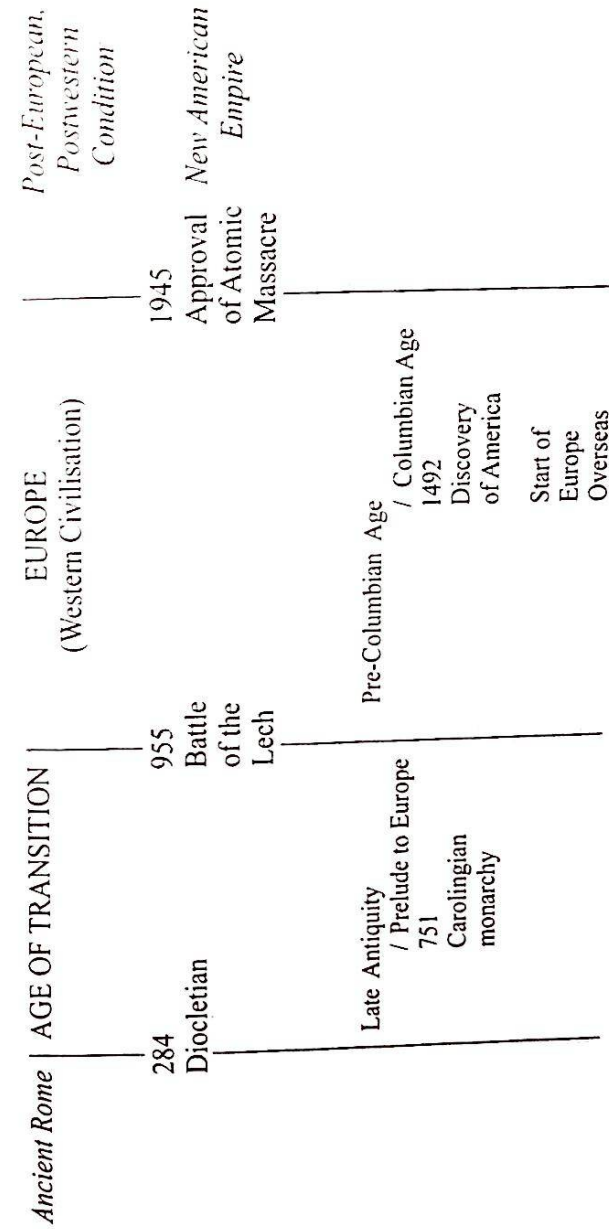 Ancient Rome
AGE OF TRANSITION
EUROPE
(Western Civilisation)
Post-European,
Postwestern
Condition
284
Diocletian
955
Battle
of the
Lech
1945
Approval
of Atomic
Massacre
New American
Empire
Late Antiquity
/ Prelude to Europe
751
Carolingian
monarchy
Pre-Columbian Age
/ Columbian Age
1492
Discovery
of America
Start of
Europe
Overseas